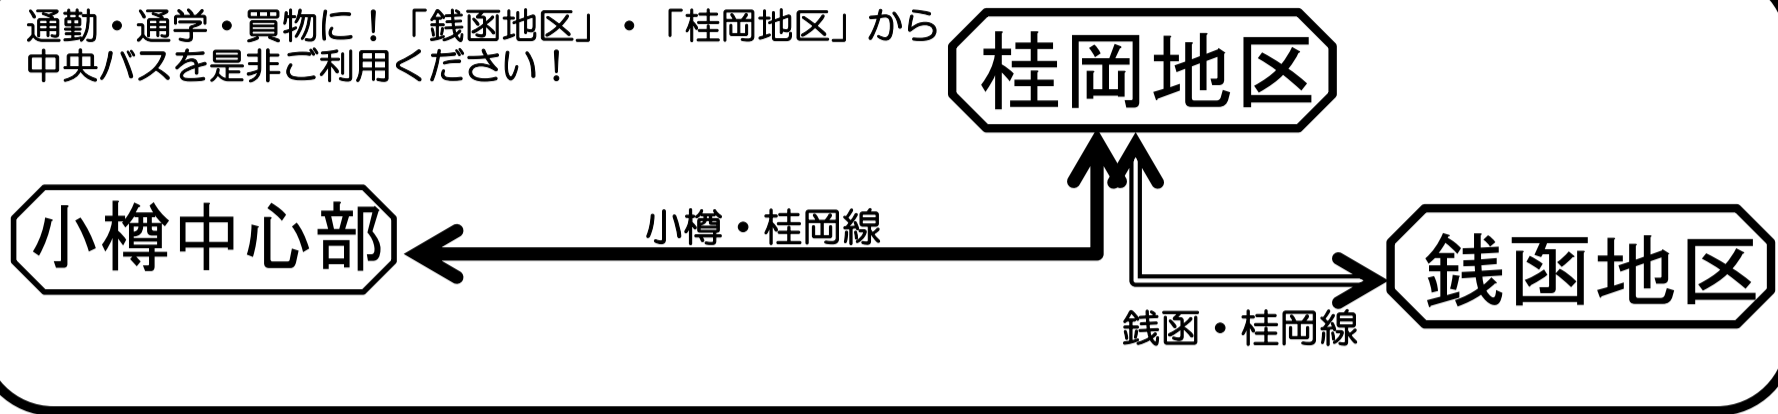 通勤・通学・買物に！「銭函地区」・「桂岡地区」から
中央バスを是非ご利用ください！
桂岡地区
小樽中心部
小樽・桂岡線
銭函地区
銭函・桂岡線